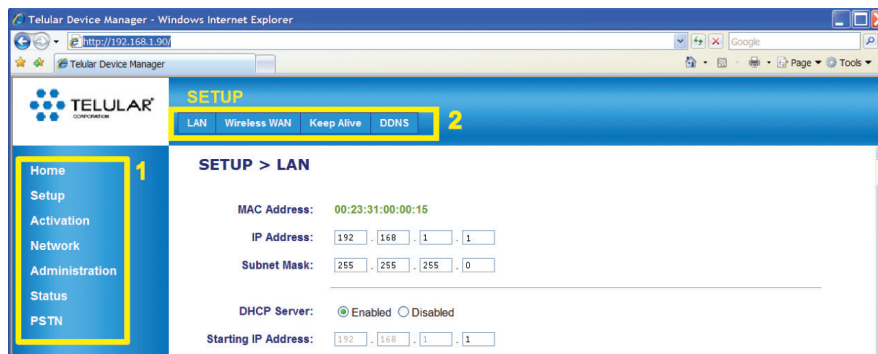 Telular Device Manager - Windows Internet Explorer
http://192.168.1.90/
Google
Telular Device Manager
Page
Tools
TELULAR
CORPORATION
SETUP
LAN Wireless WAN Keep Alive DDNS
2
1
Home
Setup
Activation
Network
Administration
Status
PSTN
SETUP > LAN
MAC Address: 00:23:31:00:00:15
IP Address: 192 . 168 . 1 . 1
Subnet Mask: 255 . 255 . 255 . 0
DHCP Server: Enabled Disabled
Starting IP Address: 192 . 168 . 1 . 1